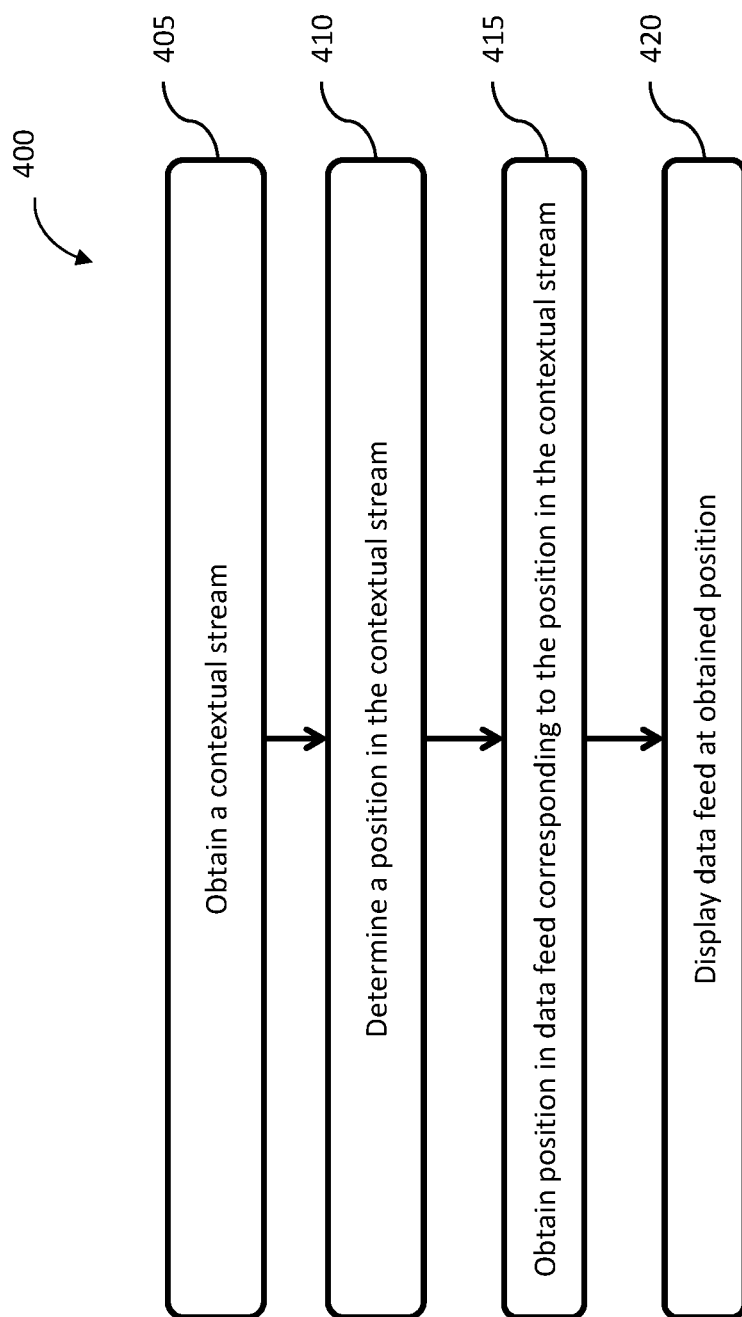 400
405
Obtain a contextual stream
410
Determine a position in the contextual stream
415
Obtain position in data feed corresponding to the position in the contextual stream
420
Display data feed at obtained position